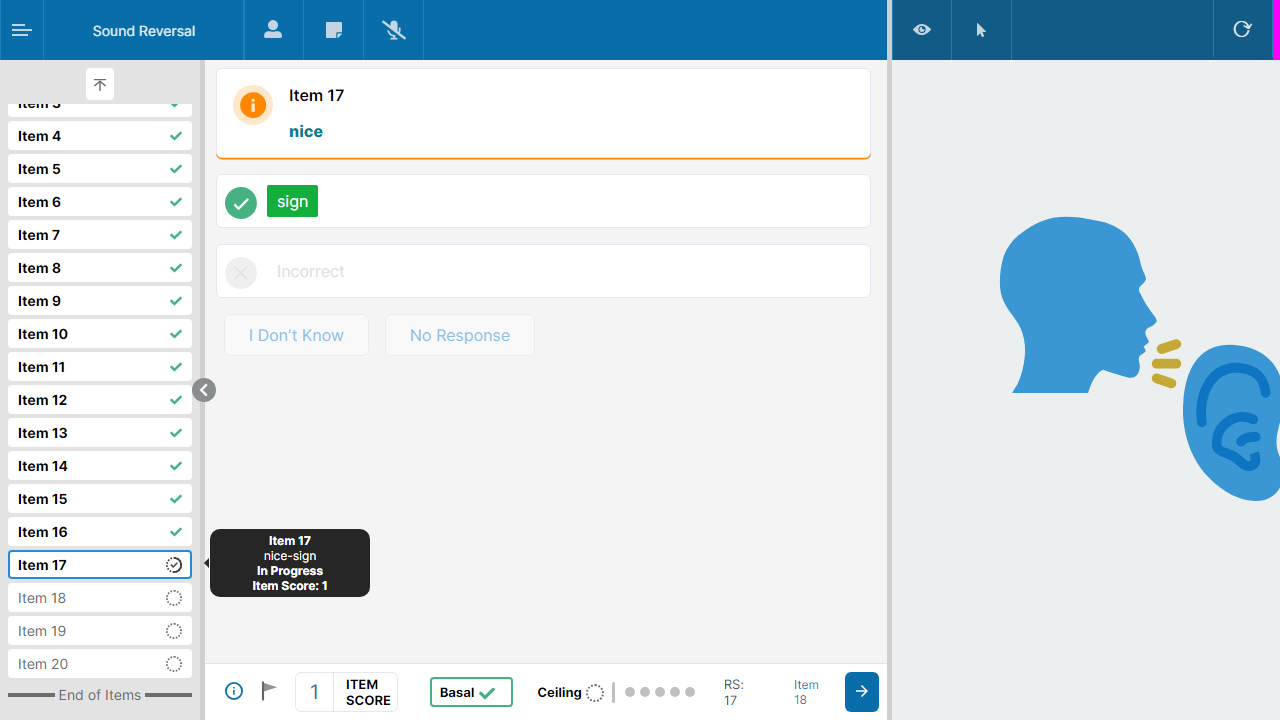 Sound Reversal
Item 3
Item 4
Item 5
Item 6
Item 7
Item 8
Item 9
Item 10
Item 11
Item 12
Item 13
Item 14
Item 15
Item 16
Item 17
Item 18
Item 19
Item 20
End of Items
Item 17
nice
sign
Incorrect
I Don't Know
No Response
Item 17
nice-sign
In Progress
Item Score: 1
1
ITEM
SCORE
Basal
Ceiling
RS:
17
Item
18